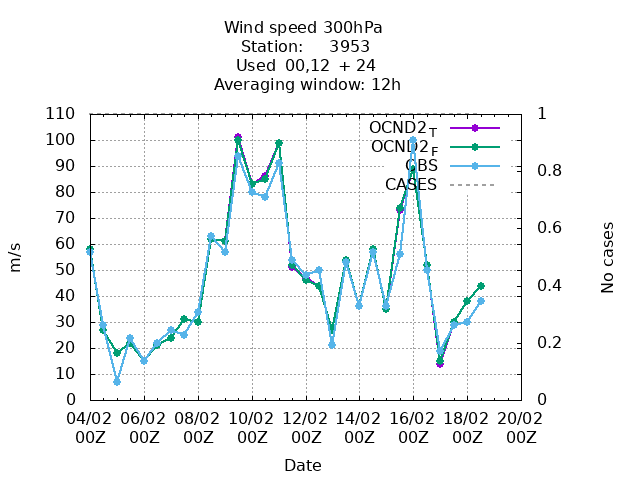 Wind speed 300hPa
Station: 3953
Used 00,12 + 24
Averaging window: 12h
110
100
90
80
70
60
50
40
30
20
10
0
m/s
1
0.8
0.6
0.4
0.2
0
No cases
OCND2T
OCND2F
OBS
CASES
04/02 06/02 08/02 10/02 12/02 14/02 16/02 18/02 20/02
00Z 00Z 00Z 00Z 00Z 00Z 00Z 00Z 00Z
Date